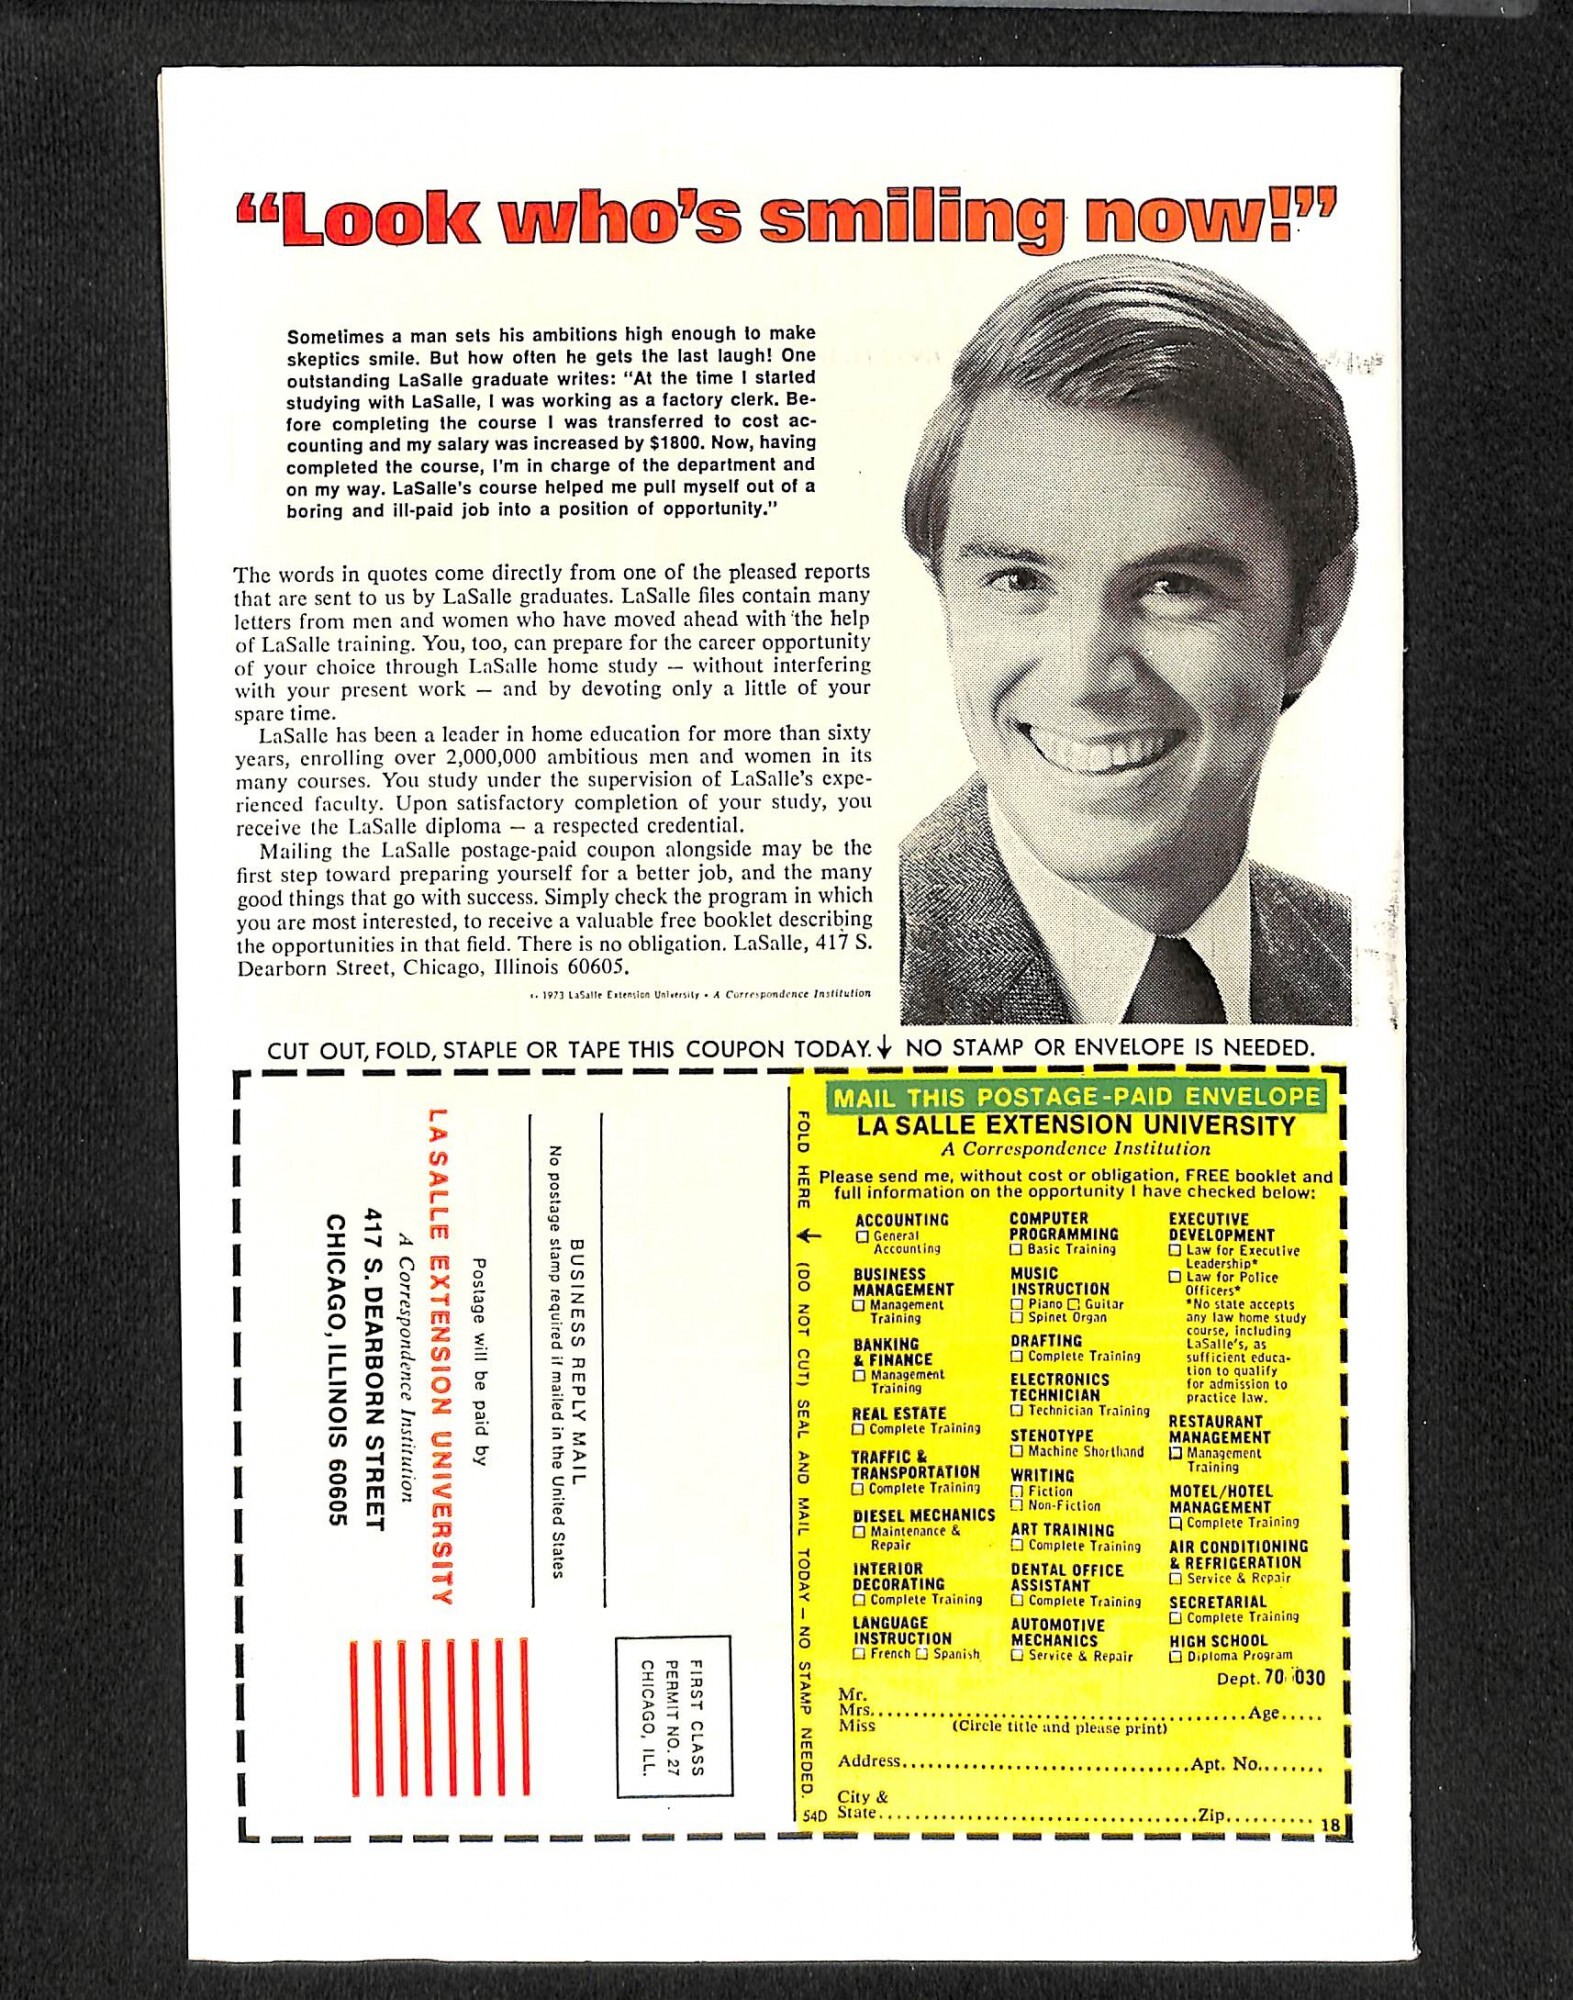 “Look who’s smiling now!”
Sometimes a man sets his ambitions high enough to make
skeptics smile. But how often he gets the last laugh! One
outstanding LaSalle graduate writes: “At the time I started
studying with LaSalle, I was working as a factory clerk. Be-
fore completing the course I was transferred to cost ac-
counting and my salary was increased by $1800. Now, having
completed the course, I'm in charge of the department and
on my way. LaSalle's course helped me pull myself out of a
boring and ill-paid job into a position of opportunity.”
The words in quotes come directly from one of the pleased reports
that are sent to us by LaSalle graduates. LaSalle files contain many
letters from men and women who have moved ahead with the help
of LaSalle training. You, too, can prepare for the career opportunity
of your choice through LaSalle home study — without interfering
with your present work — and by devoting only a little of your
spare time.
LaSalle has been a leader in home education for more than sixty
years, enrolling over 2,000,000 ambitious men and women in its
many courses. You study under the supervision of LaSalle's expe-
rienced faculty. Upon satisfactory completion of your study, you
receive the LaSalle diploma — a respected credential.
Mailing the LaSalle postage-paid coupon alongside may be the
first step toward preparing yourself for a better job, and the many
good things that go with success. Simply check the program in which
you are most interested, to receive a valuable free booklet describing
the opportunities in that field. There is no obligation. LaSalle, 417 S.
Dearborn Street, Chicago, Illinois 60605.
1973 LaSalle Extension University • A Correspondence Institution
CUT OUT, FOLD, STAPLE OR TAPE THIS COUPON TODAY. ↓ NO STAMP OR ENVELOPE IS NEEDED.
FIRST CLASS
PERMIT NO. 27
CHICAGO, ILL.
BUSINESS REPLY MAIL
No postage stamp required if mailed in the United States
Postage will be paid by
LASALLE EXTENSION UNIVERSITY
A Correspondence Institution
417 S. DEARBORN STREET
CHICAGO, ILLINOIS 60605
FOLD HERE ← (DO NOT CUT) SEAL AND MAIL TODAY — NO STAMP NEEDED.
MAIL THIS POSTAGE-PAID ENVELOPE
LA SALLE EXTENSION UNIVERSITY
A Correspondence Institution
Please send me, without cost or obligation, FREE booklet and
full information on the opportunity I have checked below:
ACCOUNTING
☐ General
Accounting
BUSINESS
MANAGEMENT
☐ Management
Training
BANKING
& FINANCE
☐ Management
Training
REAL ESTATE
☐ Complete Training
TRAFFIC &
TRANSPORTATION
☐ Complete Training
DIESEL MECHANICS
☐ Maintenance &
Repair
INTERIOR
DECORATING
☐ Complete Training
LANGUAGE
INSTRUCTION
☐ French ☐ Spanish
COMPUTER
PROGRAMMING
☐ Basic Training
MUSIC
INSTRUCTION
☐ Piano ☐ Guitar
☐ Spinet Organ
DRAFTING
☐ Complete Training
ELECTRONICS
TECHNICIAN
☐ Technician Training
STENOTYPE
☐ Machine Shorthand
WRITING
☐ Fiction
☐ Non-Fiction
ART TRAINING
☐ Complete Training
DENTAL OFFICE
ASSISTANT
☐ Complete Training
AUTOMOTIVE
MECHANICS
☐ Service & Repair
EXECUTIVE
DEVELOPMENT
☐ Law for Executive
Leadership*
☐ Law for Police
Officers*
*No state accepts
any law home study
course, including
LaSalle's, as
sufficient educa-
tion to qualify
for admission to
practice law.
RESTAURANT
MANAGEMENT
☐ Management
Training
MOTEL/HOTEL
MANAGEMENT
☐ Complete Training
AIR CONDITIONING
& REFRIGERATION
☐ Service & Repair
SECRETARIAL
☐ Complete Training
HIGH SCHOOL
☐ Diploma Program
Dept. 70-030
Mr.
Mrs. Age
Miss (Circle title and please print)
Address Apt. No.
City &
State Zip
54D
18